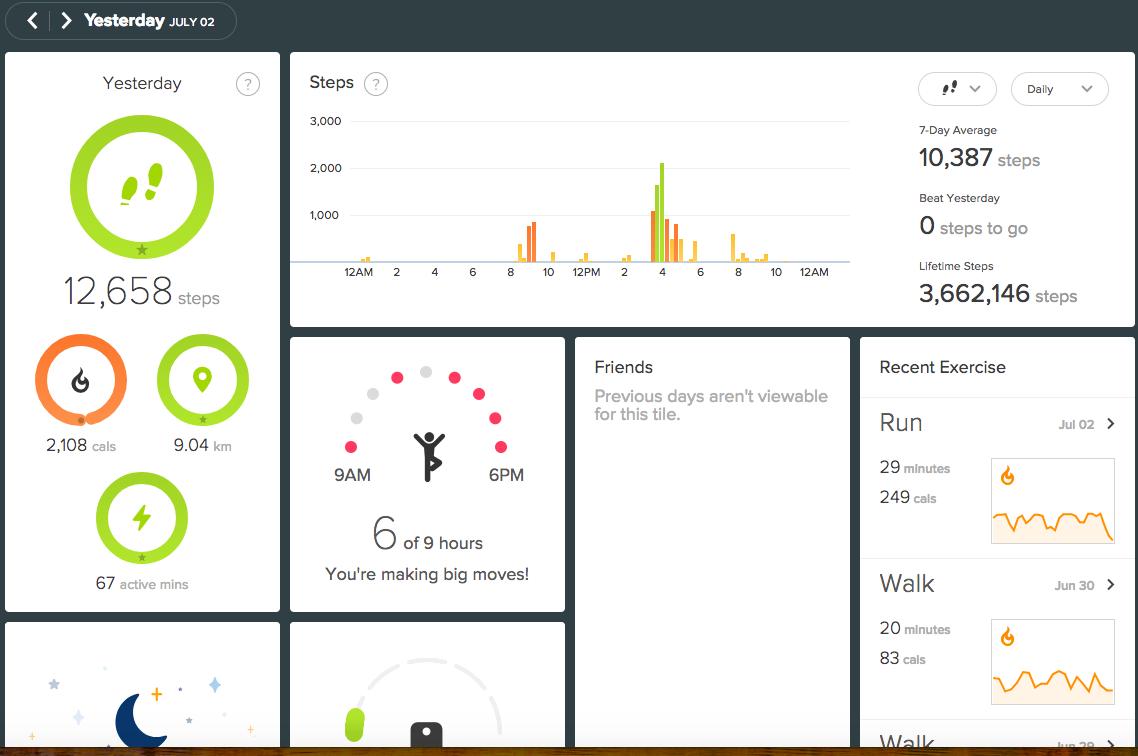 Yesterday JULY 02
Yesterday ?
12,658 steps
2,108 cals
9.04 km
67 active mins
Steps ?
Daily
3,000
2,000
1,000
12AM 2 4 6 8 10 12PM 2 4 6 8 10 12AM
7-Day Average
10,387 steps
Beat Yesterday
0 steps to go
Lifetime Steps
3,662,146 steps
9AM 6PM
6 of 9 hours
You're making big moves!
Friends
Previous days aren't viewable
for this tile.
Recent Exercise
Run Jul 02
29 minutes
249 cals
Walk Jun 30
20 minutes
83 cals
Walk Jun 29